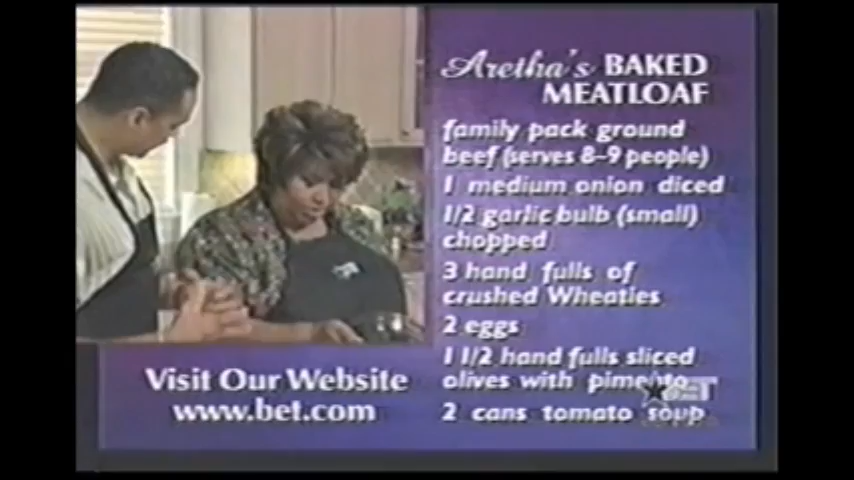 Aretha's BAKED
MEATLOAF
family pack ground
beef (serves 8-9 people)
1 medium onion diced
1/2 garlic bulb (small)
chopped
3 hand fulls of
crushed Wheaties
2 eggs
1 1/2 hand fulls sliced
olives with pimento
2 cans tomato soup
Visit Our Website
www.bet.com